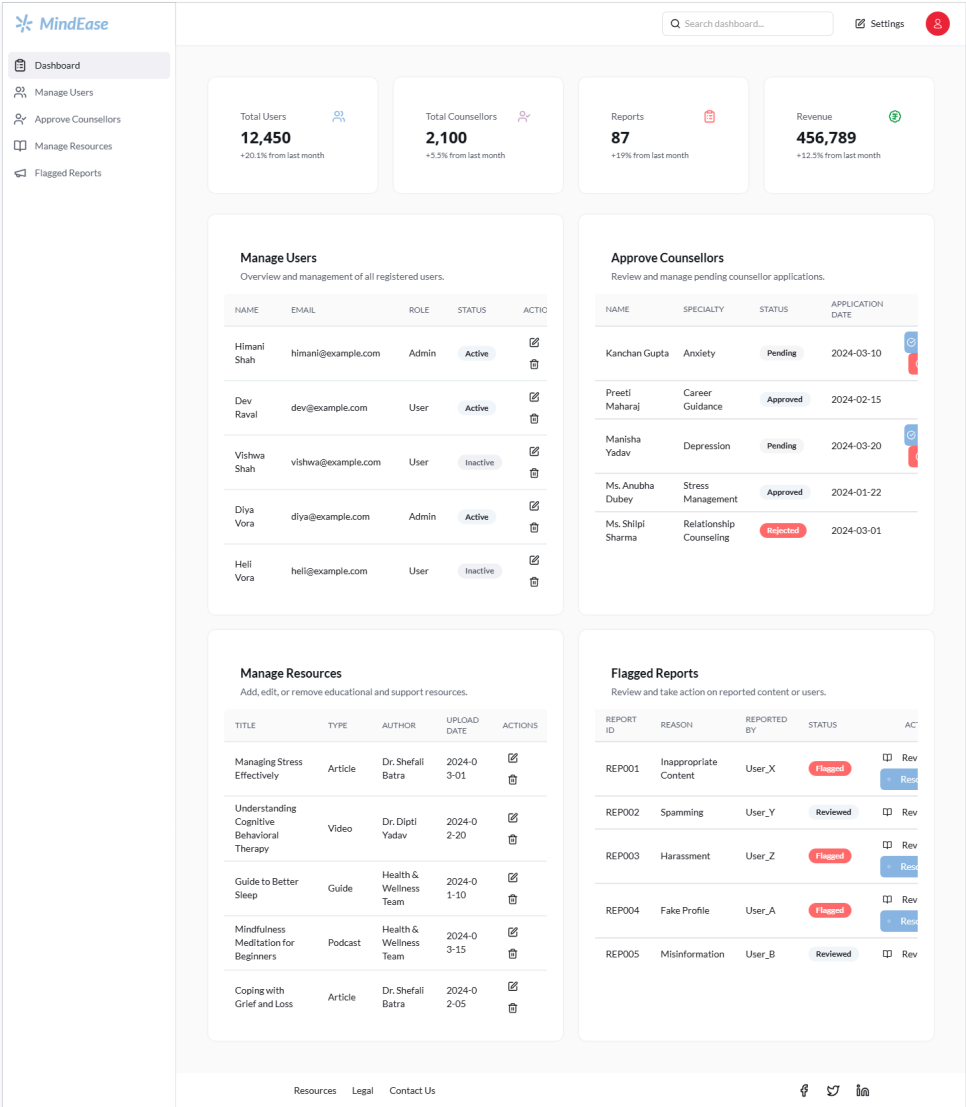 MindEase
Search dashboard...
Settings
Dashboard
Manage Users
Approve Counsellors
Manage Resources
Flagged Reports
Total Users
12,450
+20.1% from last month
Total Counsellors
2,100
+5.5% from last month
Reports
87
+19% from last month
Revenue
456,789
+12.5% from last month
Manage Users
Overview and management of all registered users.
NAME EMAIL ROLE STATUS ACTIO
Himani
Shah
himani@example.com Admin Active
Dev
Raval
dev@example.com User Active
Vishwa
Shah
vishwa@example.com User Inactive
Diya
Vora
diya@example.com Admin Active
Heli
Vora
heli@example.com User Inactive
Approve Counsellors
Review and manage pending counsellor applications.
NAME SPECIALTY STATUS APPLICATION
DATE
Kanchan Gupta Anxiety Pending 2024-03-10
Preeti
Maharaj
Career
Guidance
Approved 2024-02-15
Manisha
Yadav
Depression Pending 2024-03-20
Ms. Anubha
Dubey
Stress
Management
Approved 2024-01-22
Ms. Shilpi
Sharma
Relationship
Counseling
Rejected 2024-03-01
Manage Resources
Add, edit, or remove educational and support resources.
TITLE TYPE AUTHOR UPLOAD
DATE
ACTIONS
Managing Stress
Effectively
Article
Dr. Shefali
Batra
2024-0
3-01
Understanding
Cognitive
Behavioral
Therapy
Video
Dr. Dipti
Yadav
2024-0
2-20
Guide to Better
Sleep
Guide
Health &
Wellness
Team
2024-0
1-10
Mindfulness
Meditation for
Beginners
Podcast
Health &
Wellness
Team
2024-0
3-15
Coping with
Grief and Loss
Article
Dr. Shefali
Batra
2024-0
2-05
Flagged Reports
Review and take action on reported content or users.
REPORT
ID
REASON
REPORTED
BY
STATUS ACT
REP001
Inappropriate
Content
User_X Flagged Rev
Reso
REP002 Spamming User_Y Reviewed Rev
REP003 Harassment User_Z Flagged Rev
Reso
REP004 Fake Profile User_A Flagged Rev
Reso
REP005 Misinformation User_B Reviewed Rev
Resources Legal Contact Us